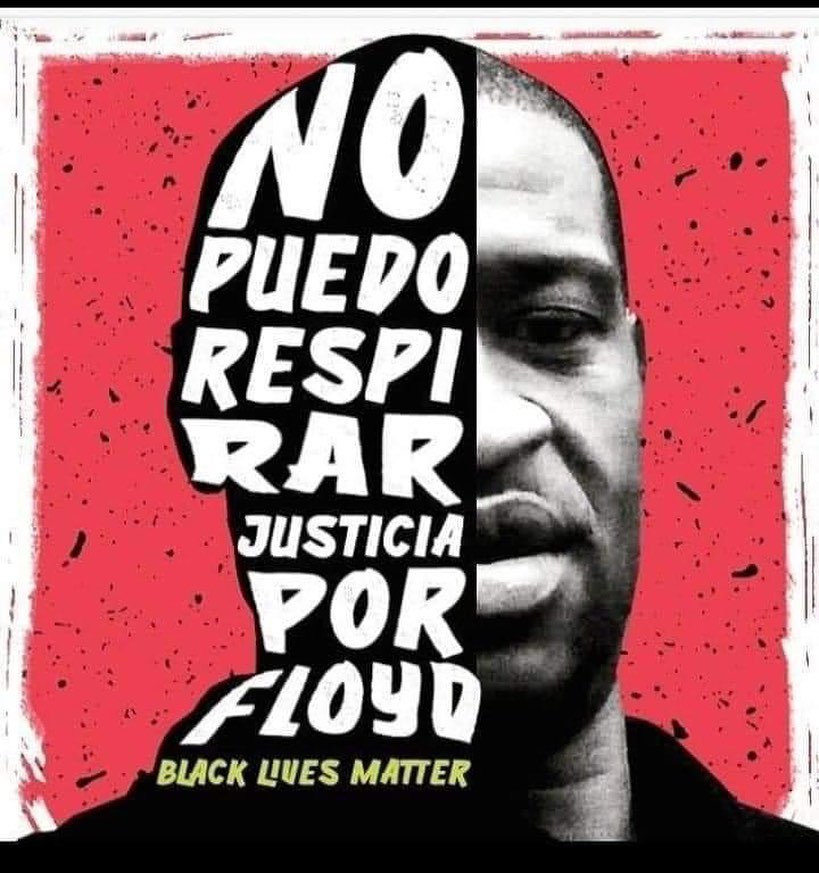 NO
PUEDO
RESPI
RAR
JUSTICIA
POR
FLOYD
BLACK LIVES MATTER